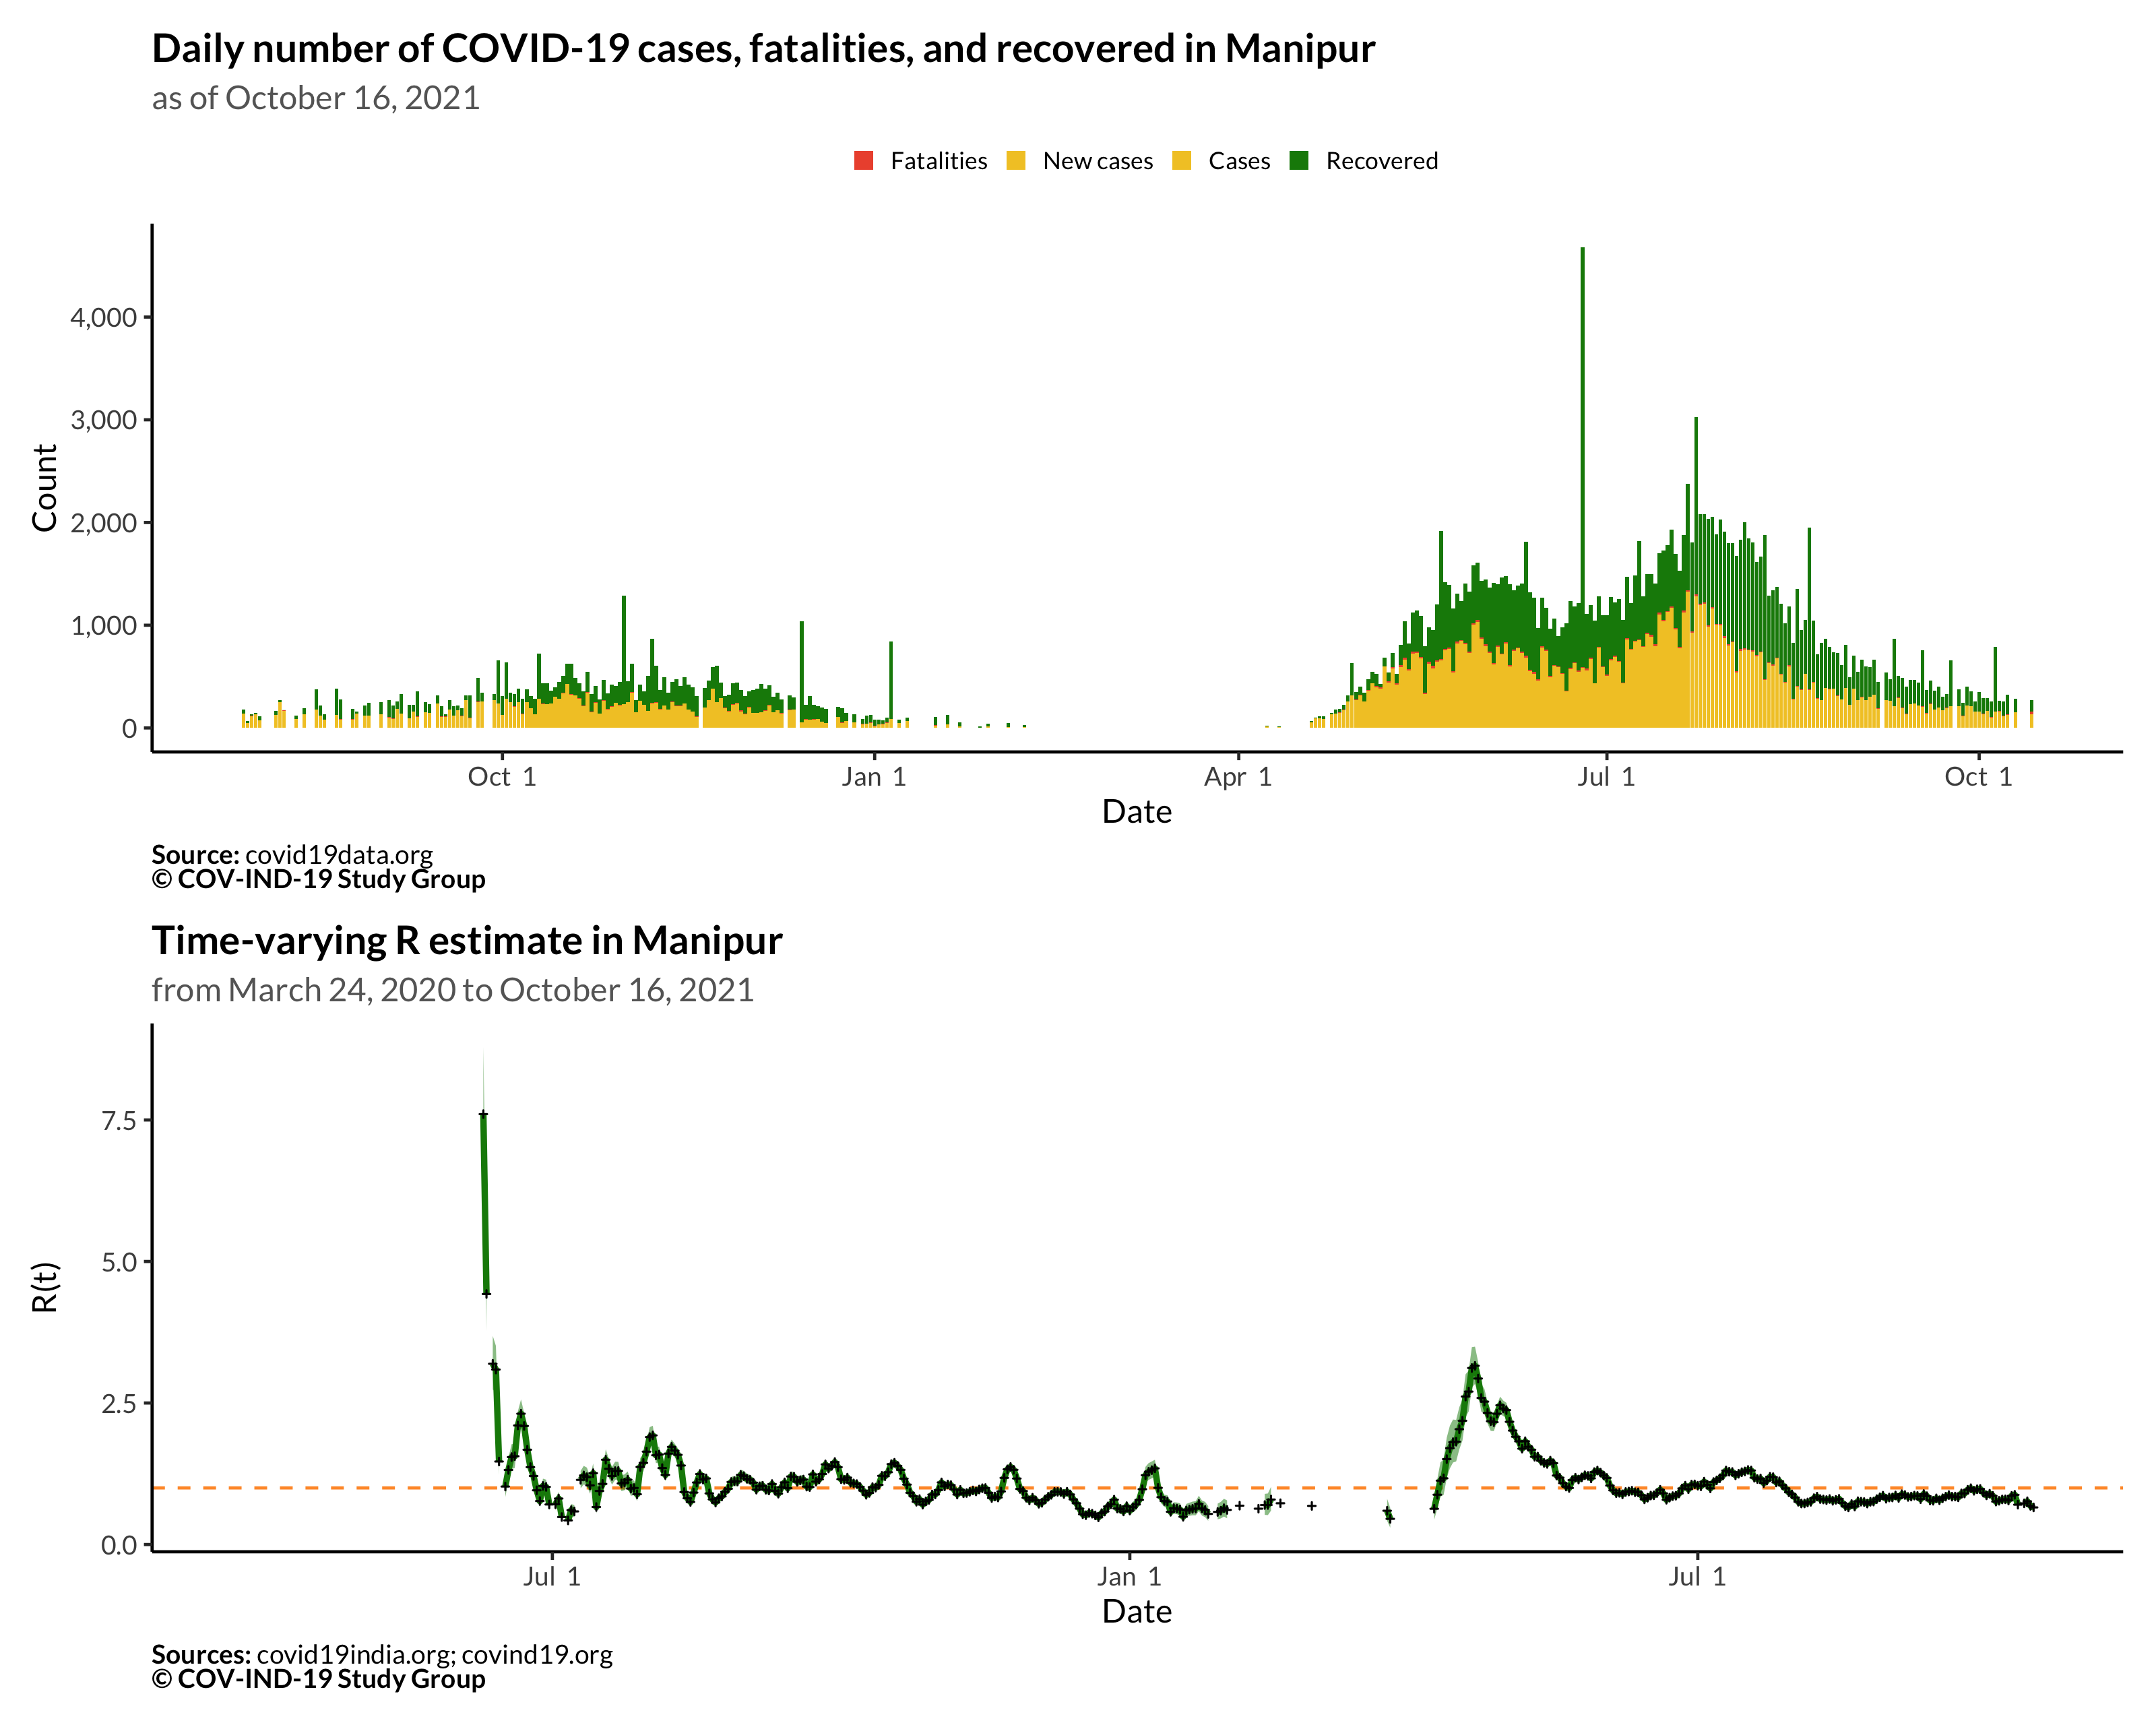 Daily number of COVID-19 cases, fatalities, and recovered in Manipur
as of October 16, 2021
Fatalities New cases Cases Recovered
4,000
3,000
2,000
1,000
0
Count
Oct 1 Jan 1 Apr 1 Jul 1 Oct 1
Date
Source: covid19data.org
© COV-IND-19 Study Group
Time-varying R estimate in Manipur
from March 24, 2020 to October 16, 2021
7.5
5.0
2.5
0.0
R(t)
Jul 1 Jan 1 Jul 1
Date
Sources: covid19india.org; covind19.org
© COV-IND-19 Study Group